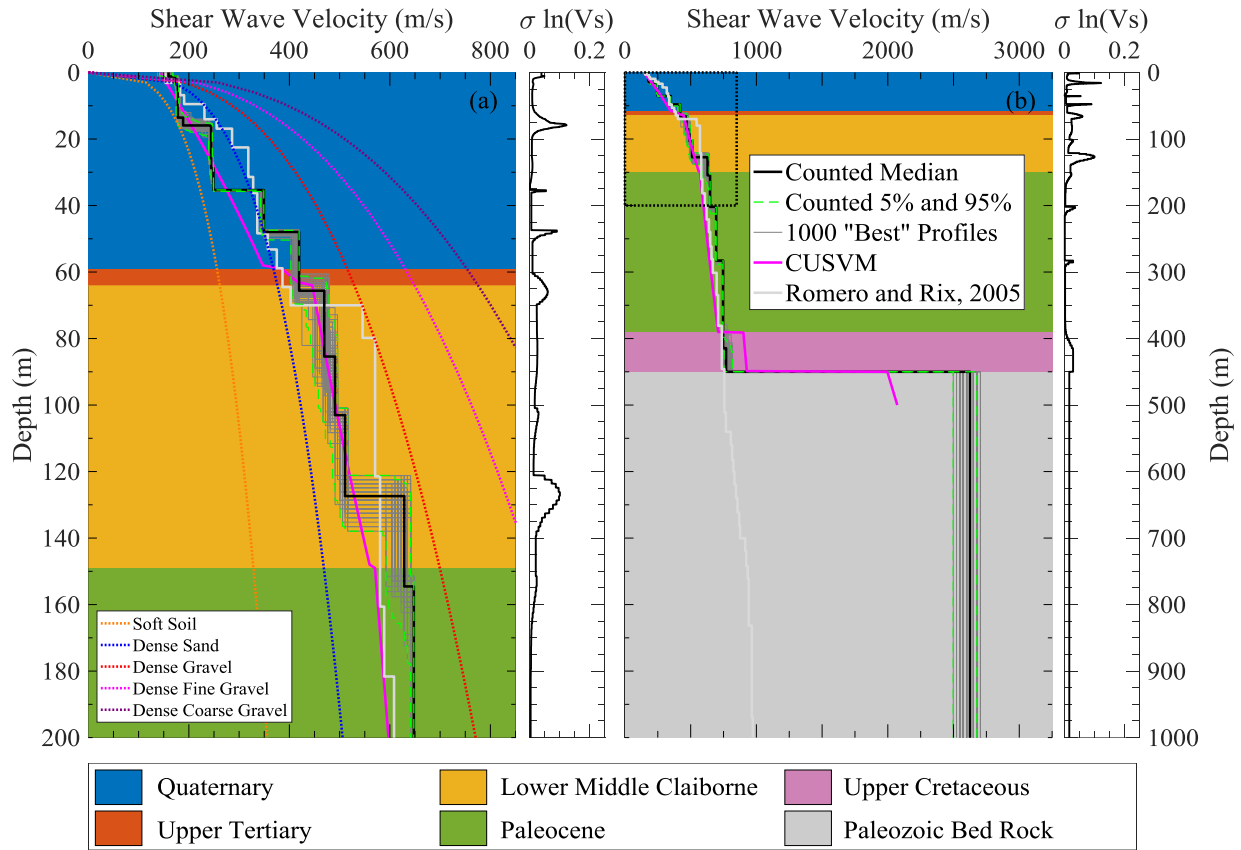 Shear Wave Velocity (m/s)
σ ln(Vs)
Shear Wave Velocity (m/s)
σ ln(Vs)
0 200 400 600 800
0 0.2
0 1000 2000 3000
0 0.2
(a)
(b)
0
20
40
60
80
100
120
140
160
180
200
Depth (m)
0
100
200
300
400
500
600
700
800
900
1000
Depth (m)
Counted Median
Counted 5% and 95%
1000 "Best" Profiles
CUSVM
Romero and Rix, 2005
Soft Soil
Dense Sand
Dense Gravel
Dense Fine Gravel
Dense Coarse Gravel
Quaternary
Lower Middle Claiborne
Upper Cretaceous
Upper Tertiary
Paleocene
Paleozoic Bed Rock